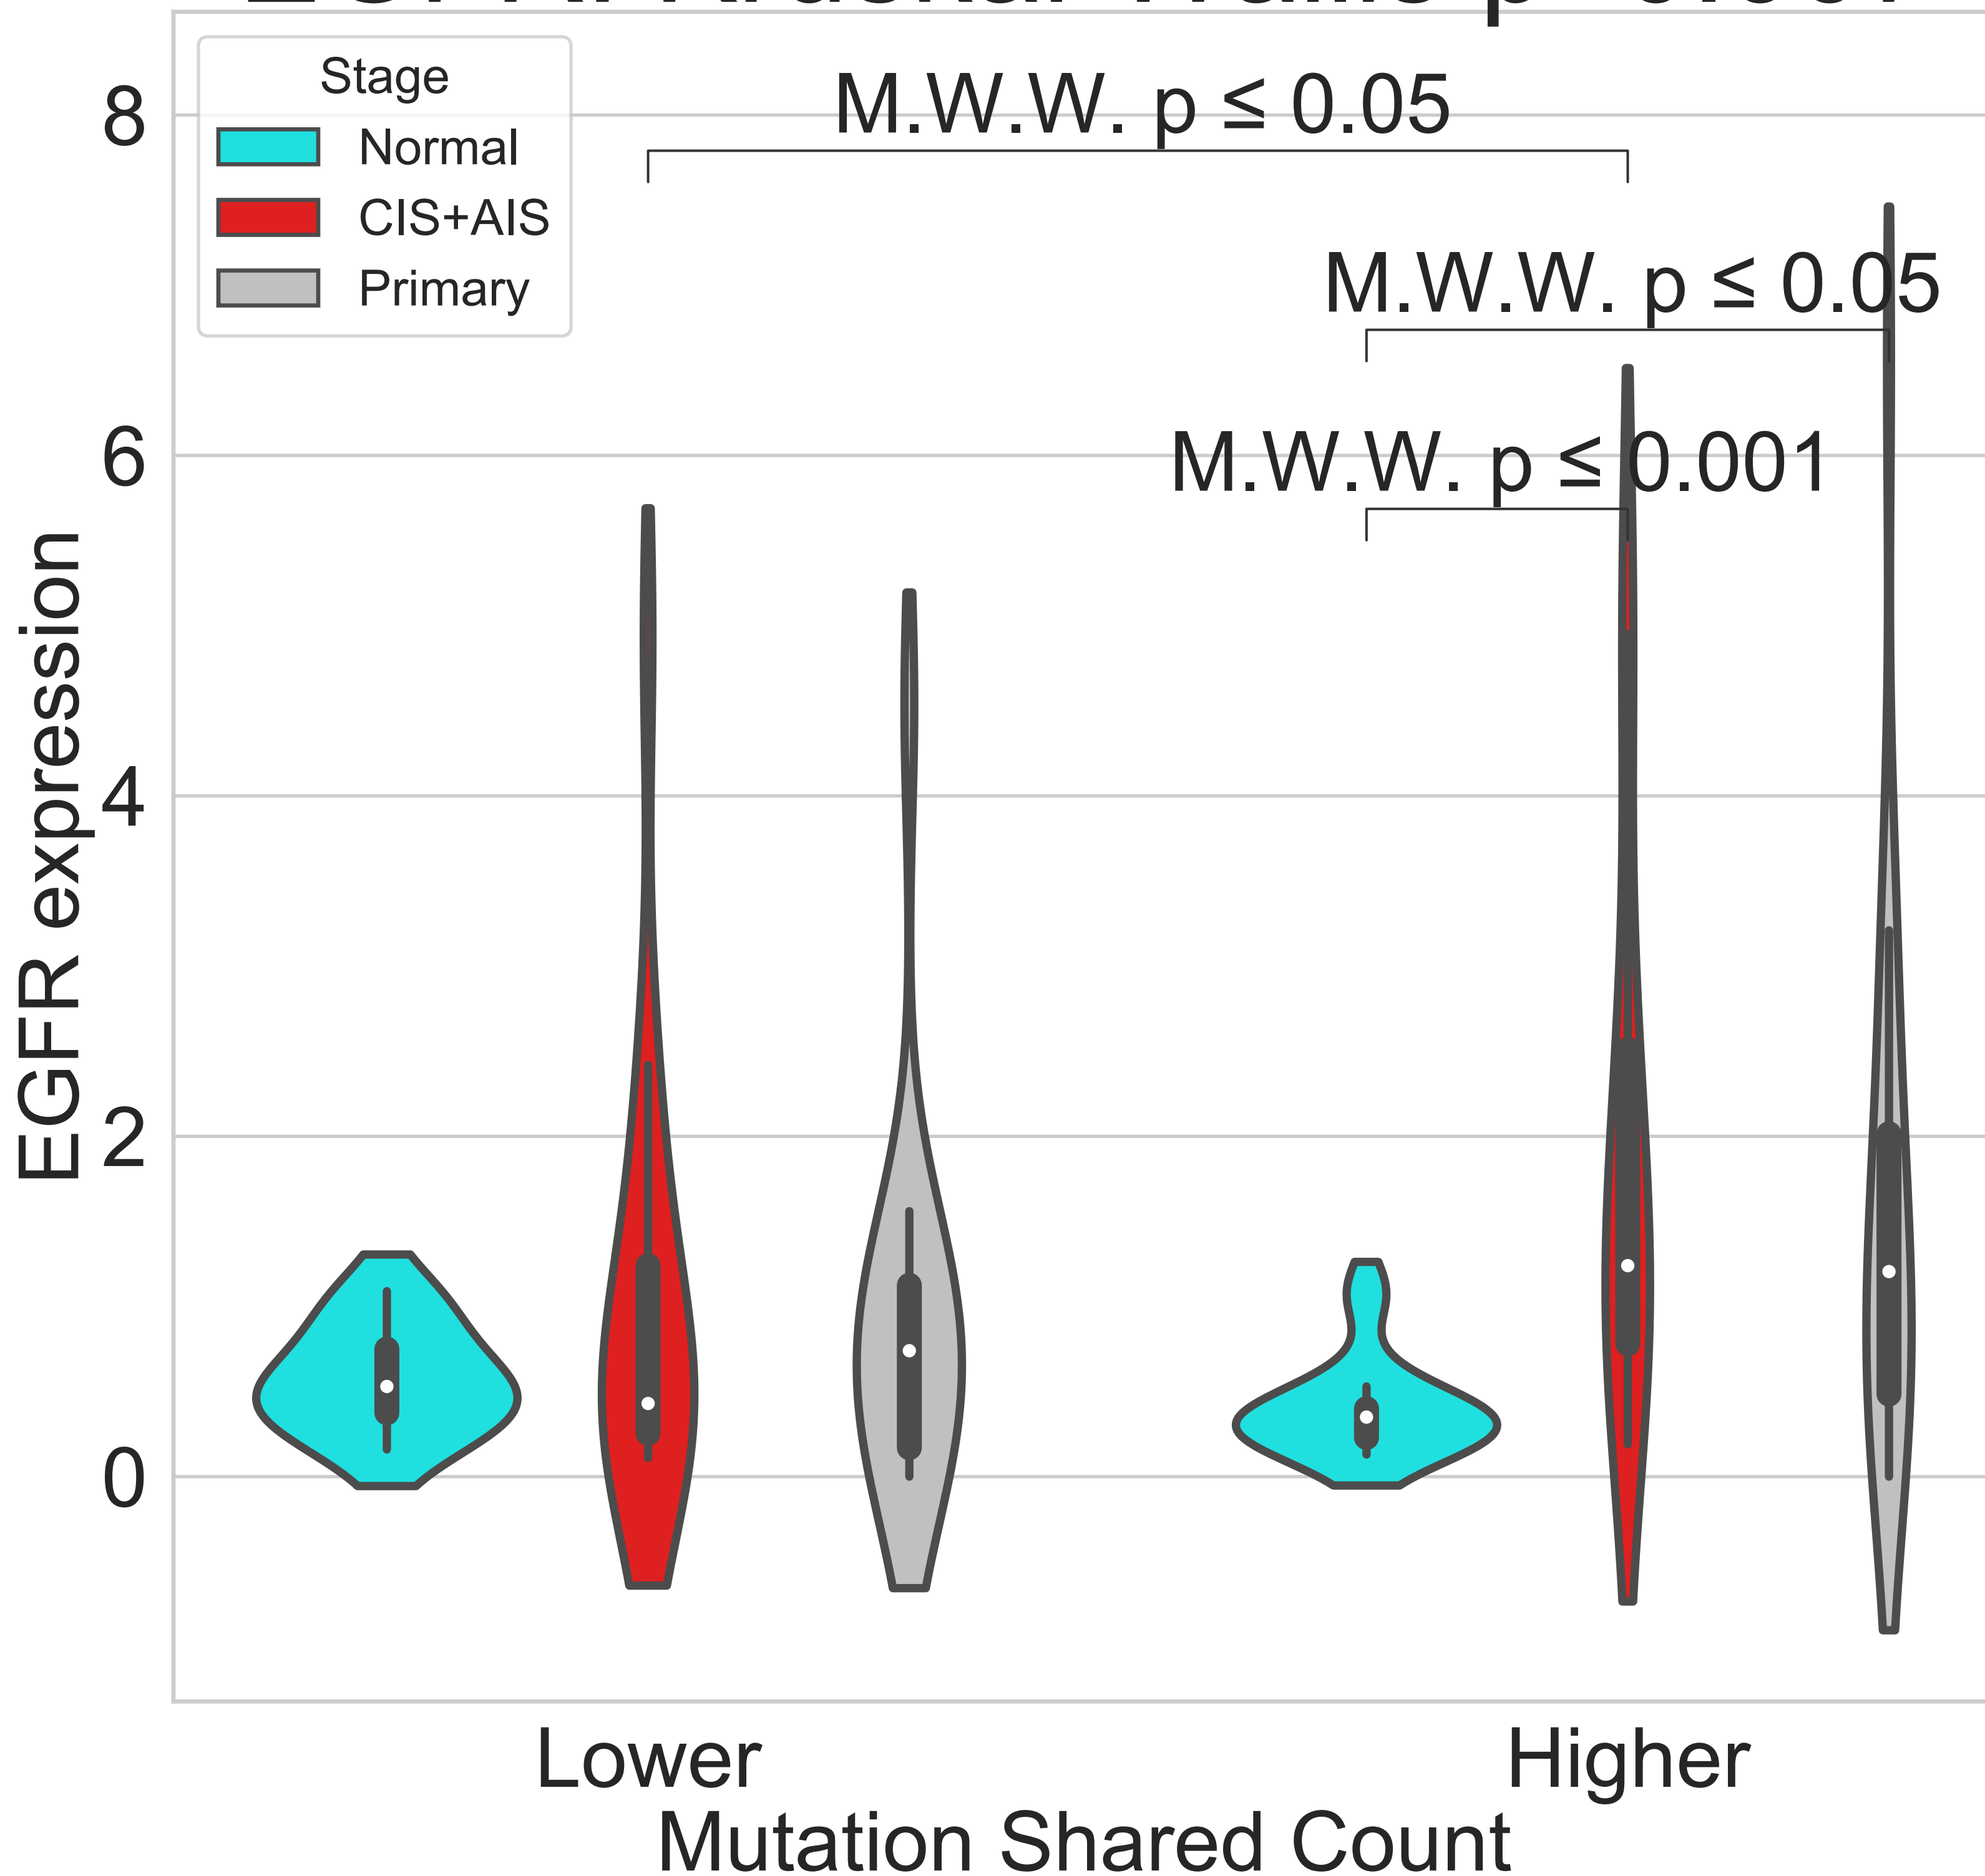 Stage
Normal
CIS+AIS
Primary
M.W.W. p ≤ 0.05
M.W.W. p ≤ 0.05
M.W.W. p ≤ 0.001
8
6
4
2
0
EGFR expression
Lower
Higher
Mutation Shared Count